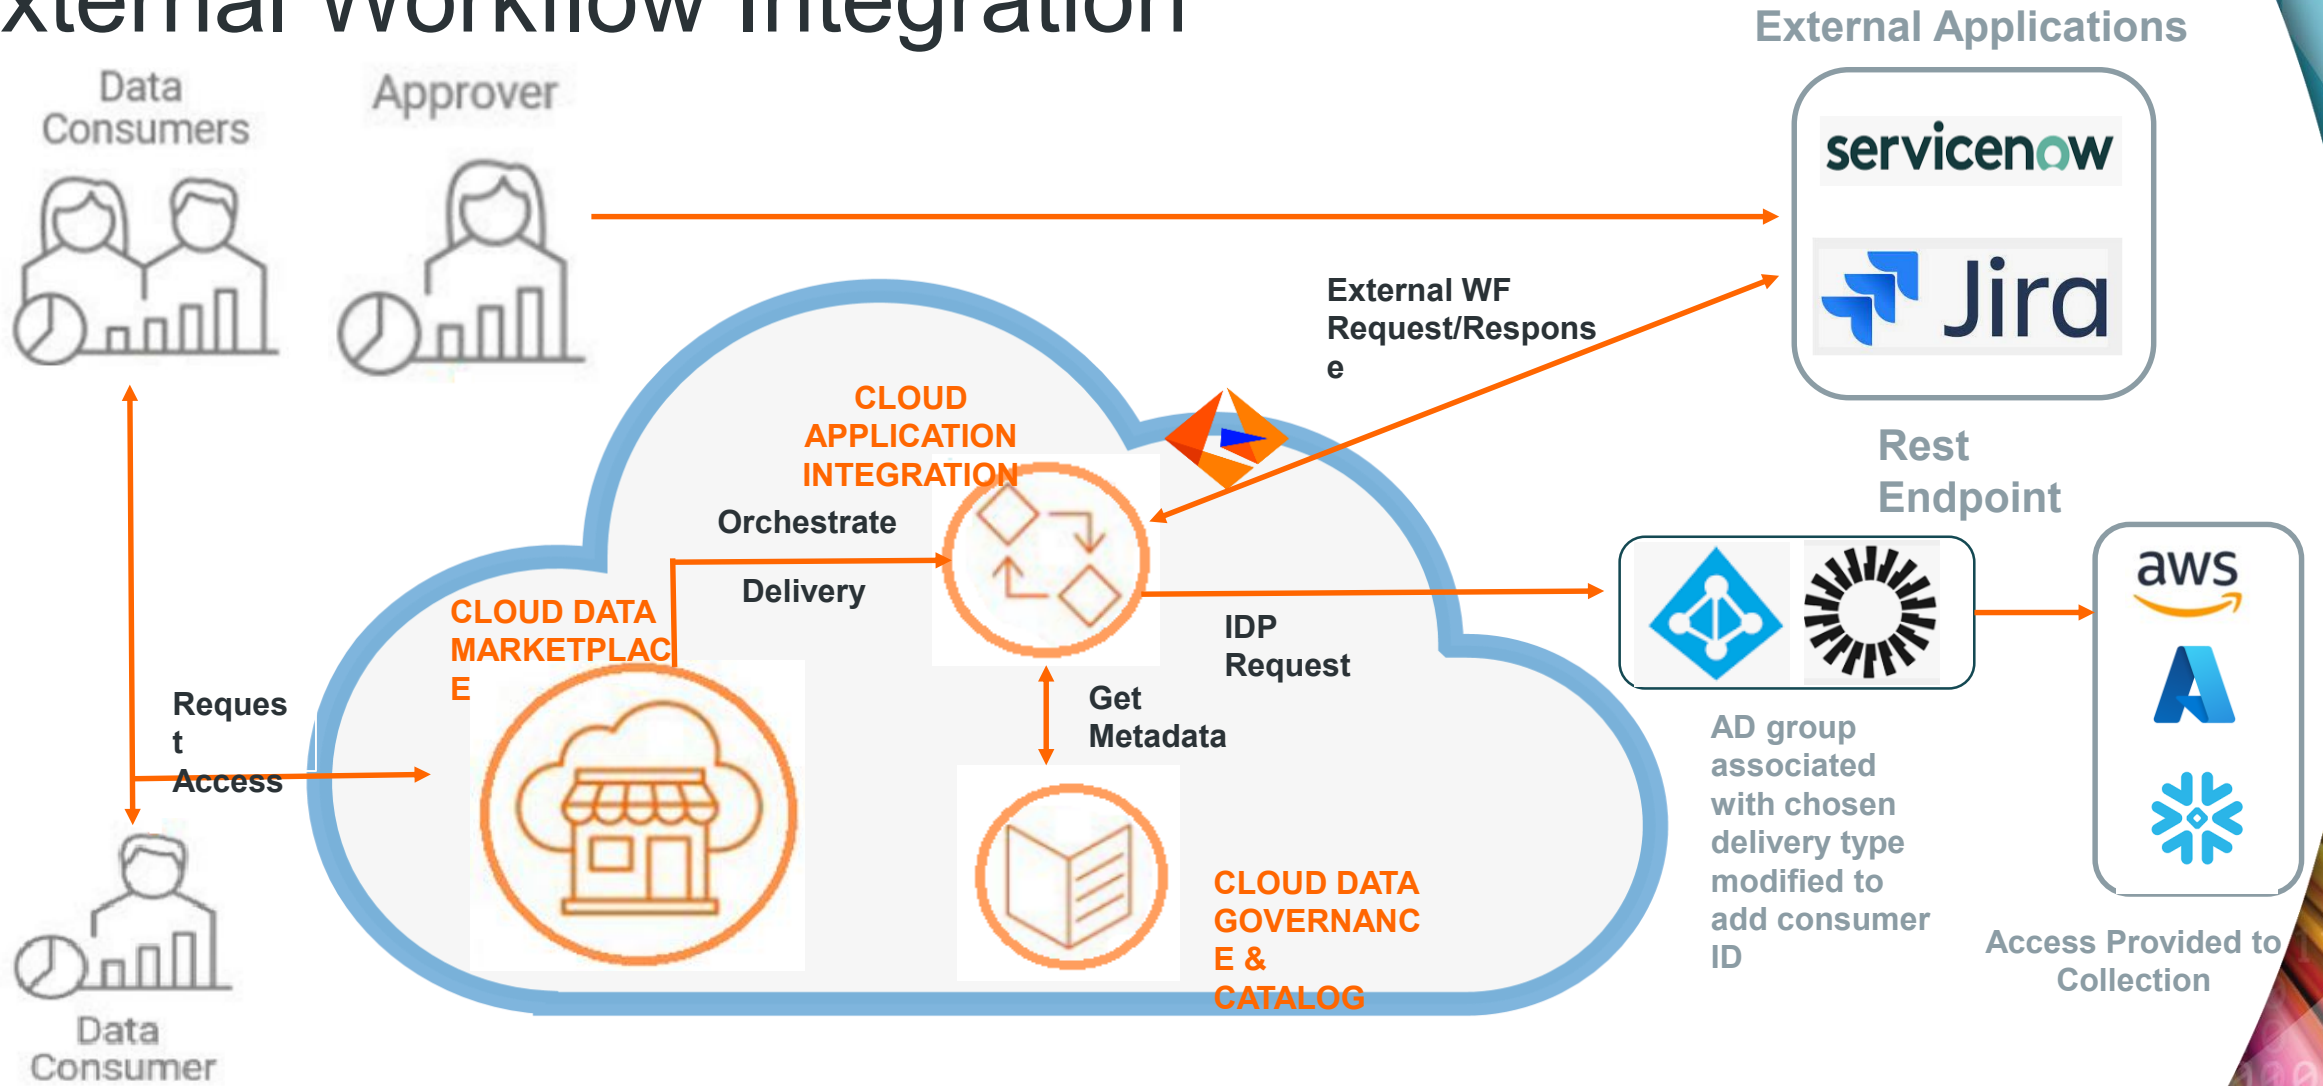 xternal Workflow Integration
External Applications
Data
Consumers
Approver
servicenow
Jira
External WF
Request/Respons
e
CLOUD
APPLICATION
INTEGRATION
Orchestrate
Delivery
CLOUD DATA
MARKETPLAC
E
Reques
t
Access
IDP
Request
Get
Metadata
CLOUD DATA
GOVERNANC
E &
CATALOG
Rest
Endpoint
aws
AD group
associated
with chosen
delivery type
modified to
add consumer
ID
Access Provided to
Collection
Data
Consumer